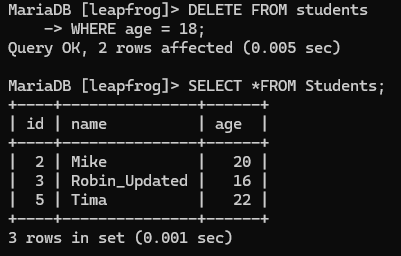 MariaDB [leapfrog]> DELETE FROM students
    -> WHERE age = 18;
Query OK, 2 rows affected (0.005 sec)

MariaDB [leapfrog]> SELECT *FROM Students;
+----+---------------+------+
| id | name          | age  |
+----+---------------+------+
|  2 | Mike          |   20 |
|  3 | Robin_Updated |   16 |
|  5 | Tima          |   22 |
+----+---------------+------+
3 rows in set (0.001 sec)